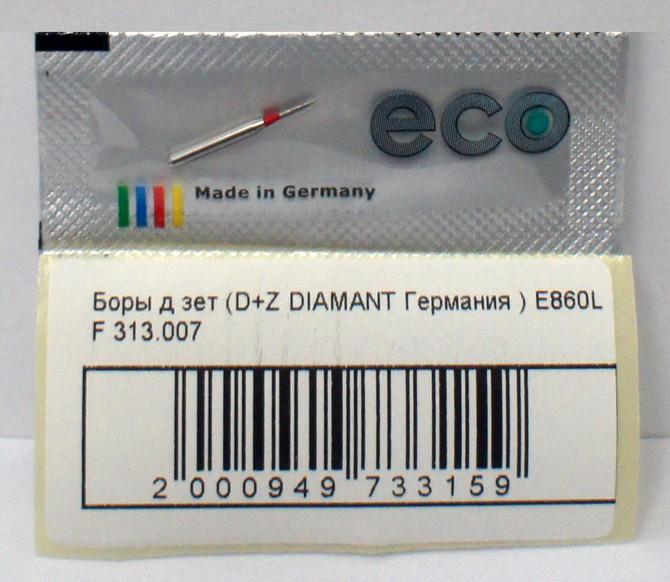 eco
Made in Germany
Боры д зет (D+Z DIAMANT Германия ) E860L
F 313.007
2 000949 733159